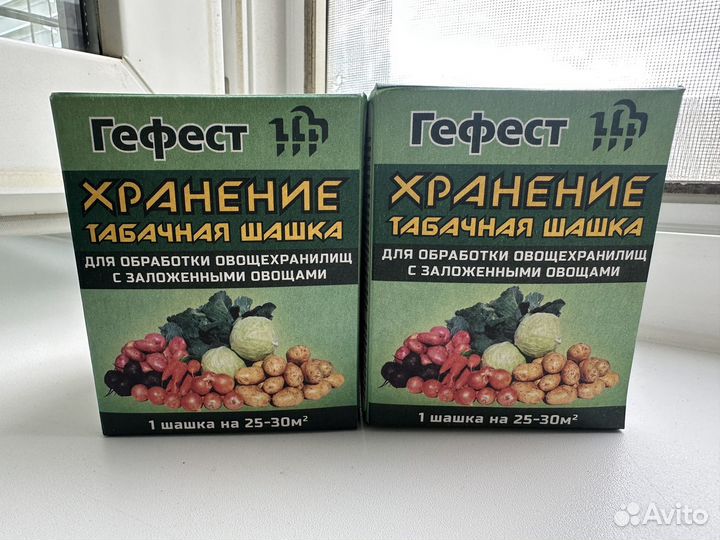 Гефест
ХРАНЕНИЕ
ТАБАЧНАЯ ШАШКА
ДЛЯ ОБРАБОТКИ ОВОЩЕХРАНИЛИЩ
С ЗАЛОЖЕННЫМИ ОВОЩАМИ
1 шашка на 25-30м²
Гефест
ХРАНЕНИЕ
ТАБАЧНАЯ ШАШКА
ДЛЯ ОБРАБОТКИ ОВОЩЕХРАНИЛИЩ
С ЗАЛОЖЕННЫМИ ОВОЩАМИ
1 шашка на 25-30м²
Avito